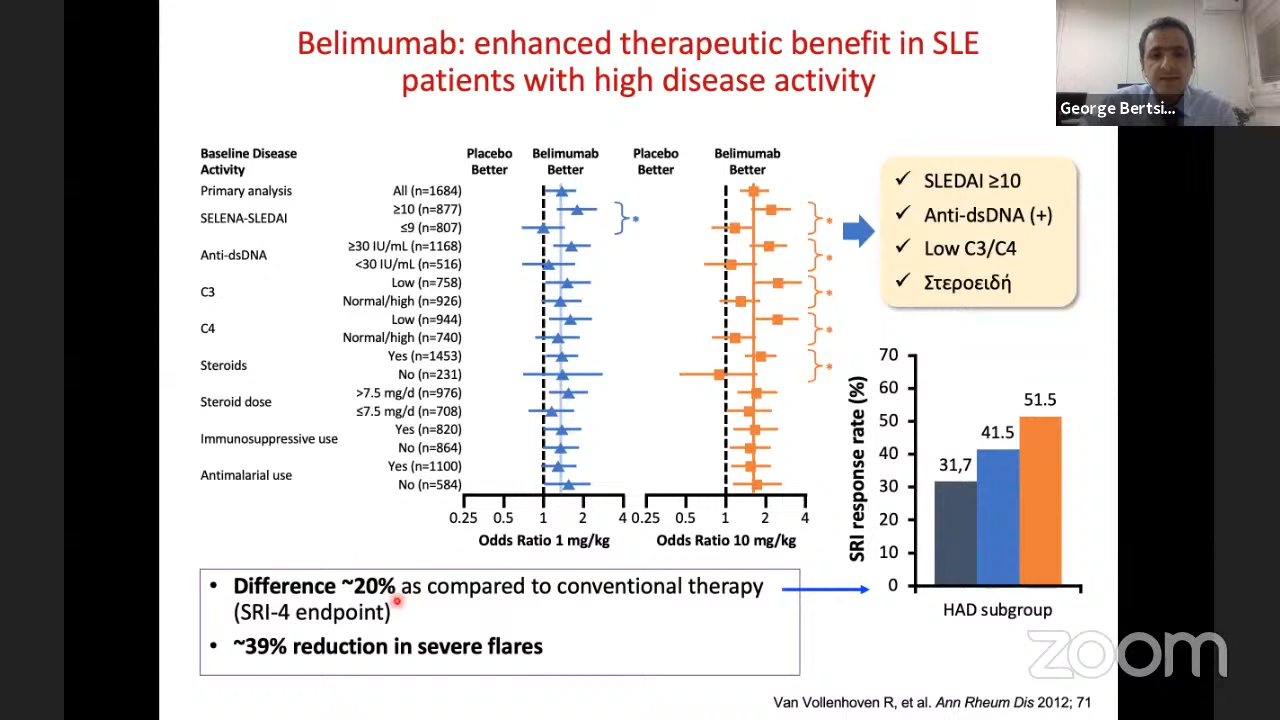 Belimumab: enhanced therapeutic benefit in SLE
patients with high disease activity
George Bertsi...
Baseline Disease
Activity
Placebo
Better
Belimumab
Better
Placebo
Better
Belimumab
Better
Primary analysis
All (n=1684)
SELENA-SLEDAI
≥10 (n=877)
≤9 (n=807)
Anti-dsDNA
≥30 IU/mL (n=1168)
<30 IU/mL (n=516)
C3
Low (n=758)
Normal/high (n=926)
C4
Low (n=944)
Normal/high (n=740)
Steroids
Yes (n=1453)
No (n=231)
Steroid dose
>7.5 mg/d (n=976)
≤7.5 mg/d (n=708)
Immunosuppressive use
Yes (n=820)
No (n=864)
Antimalarial use
Yes (n=1100)
No (n=584)
* * * * * *
0.25 0.5 1 2 4
Odds Ratio 1 mg/kg
0.25 0.5 1 2 4
Odds Ratio 10 mg/kg
✓ SLEDAI ≥10
✓ Anti-dsDNA (+)
✓ Low C3/C4
✓ Στεροειδή
SRI response rate (%)
70
60
50
40
30
20
10
0
31,7
41.5
51.5
HAD subgroup
• Difference ~20% as compared to conventional therapy
(SRI-4 endpoint)
• ~39% reduction in severe flares
zoom
Van Vollenhoven R, et al. Ann Rheum Dis 2012; 71